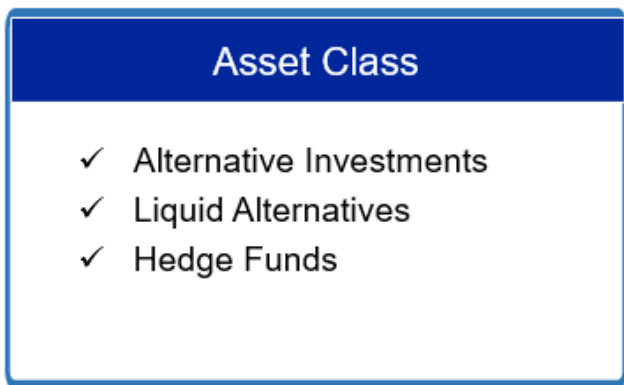 Asset Class
✓ Alternative Investments
✓ Liquid Alternatives
✓ Hedge Funds